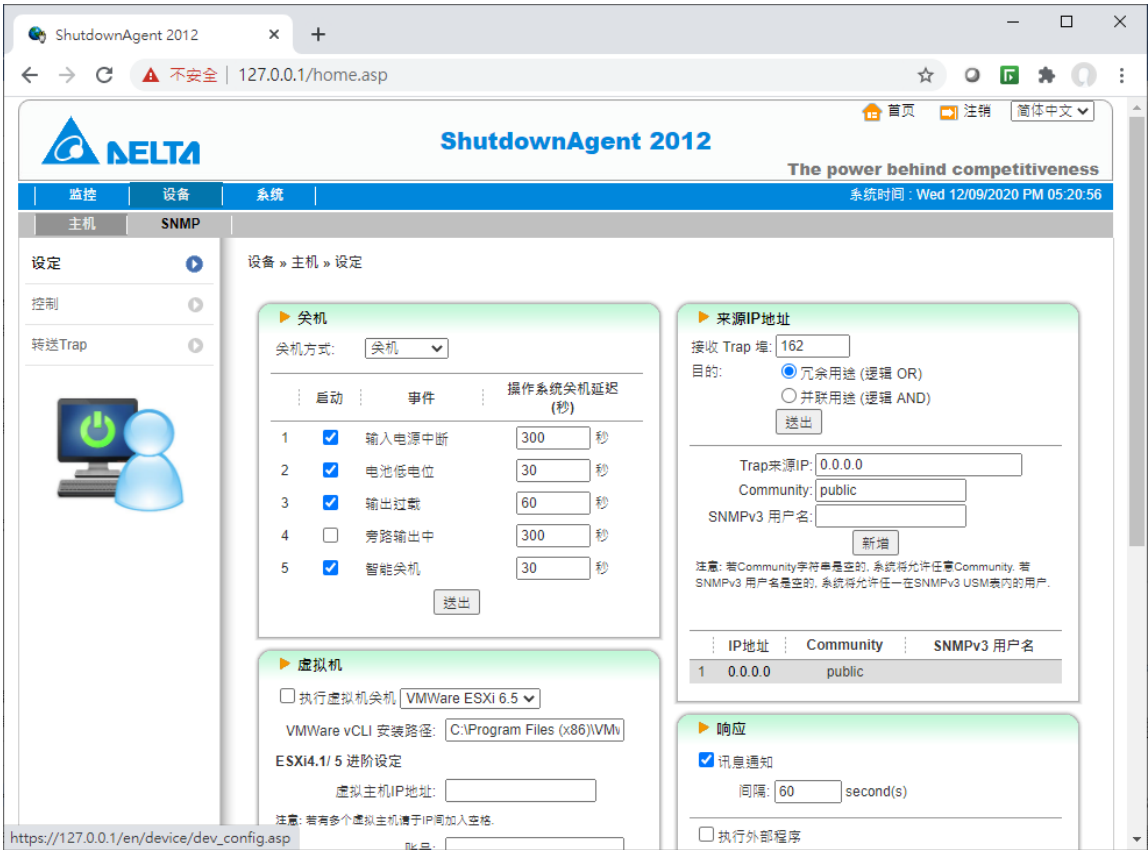 ShutdownAgent 2012
不安全 | 127.0.0.1/home.asp
首页 注销 简体中文
DELTA
ShutdownAgent 2012
The power behind competitiveness
监控 设备 系统 系统时间 : Wed 12/09/2020 PM 05:20:56
主机 SNMP
设定
控制
转送Trap
设备 » 主机 » 设定
关机
关机方式: 关机
启动 事件 操作系统关机延迟
(秒)
1 输入电源中断 300 秒
2 电池低电位 30 秒
3 输出过载 60 秒
4 旁路输出中 300 秒
5 智能关机 30 秒
送出
虚拟机
执行虚拟机关机 VMWare ESXi 6.5
VMWare vCLI 安装路径: C:\Program Files (x86)\VMv
ESXi4.1/ 5 进阶设定
虚拟主机IP地址:
注意: 若有多个虚拟主机请于IP间加入空格.
账号:
来源IP地址
接收 Trap 埠: 162
目的: 冗余用途 (逻辑 OR)
并联用途 (逻辑 AND)
送出
Trap来源IP: 0.0.0.0
Community: public
SNMPv3 用户名:
新增
注意: 若Community字符串是空的, 系统将允许任意Community. 若
SNMPv3 用户名是空的, 系统将允许任一在SNMPv3 USM表内的用户.
IP地址 Community SNMPv3 用户名
1 0.0.0.0 public
响应
讯息通知
间隔: 60 second(s)
执行外部程序
https://127.0.0.1/en/device/dev_config.asp